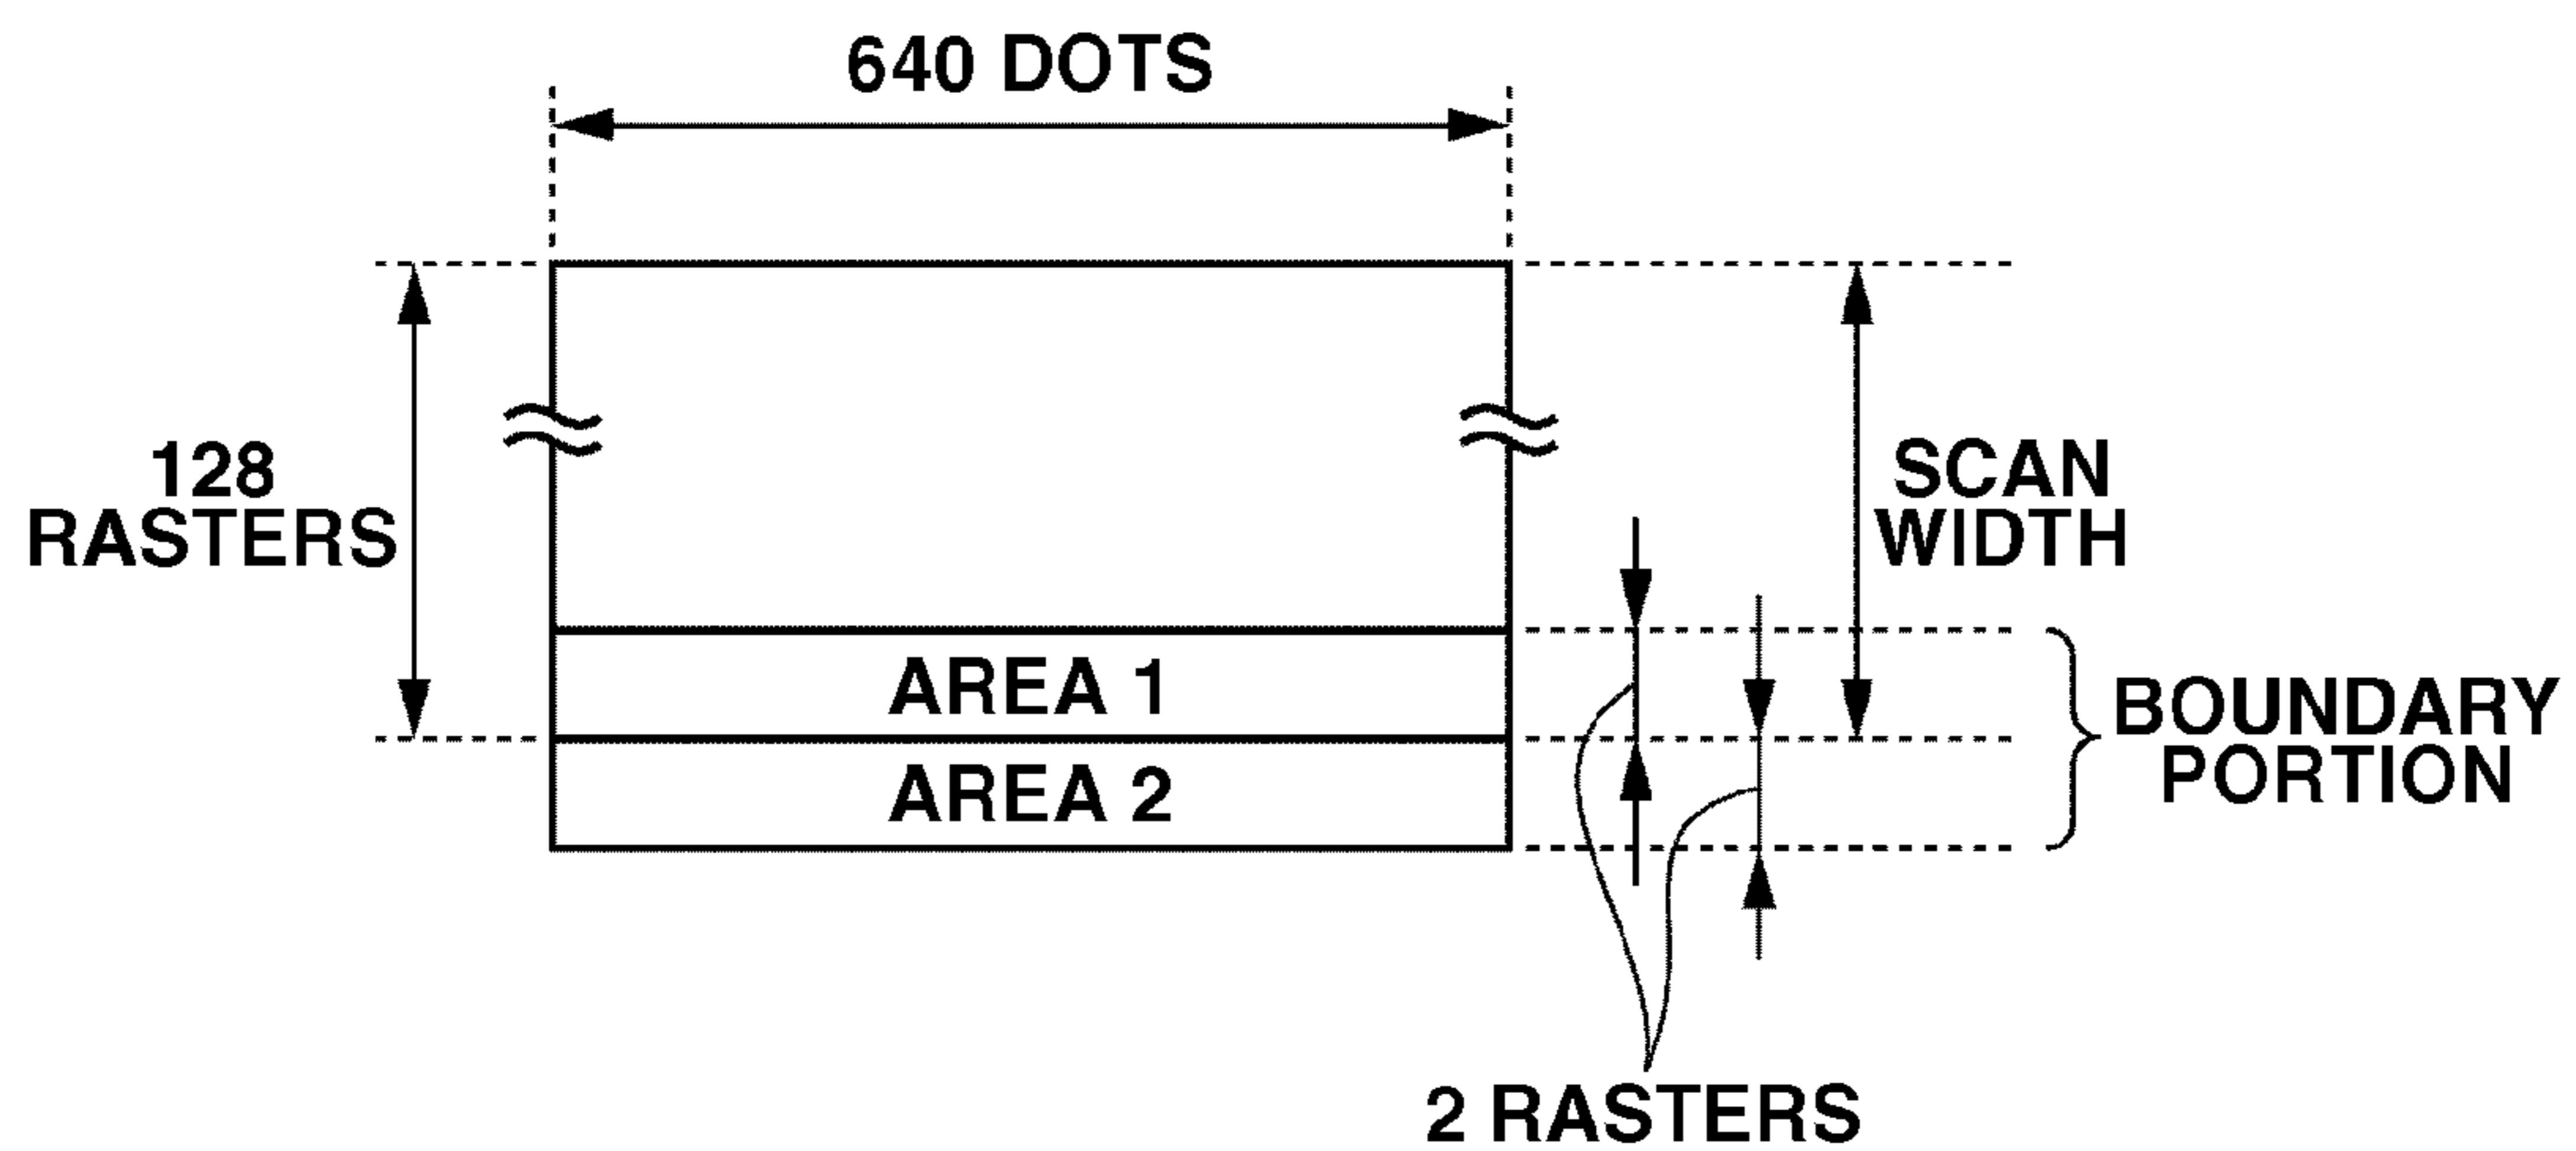 640 DOTS
128
RASTERS
SCAN
WIDTH
AREA 1
AREA 2
BOUNDARY
PORTION
2 RASTERS